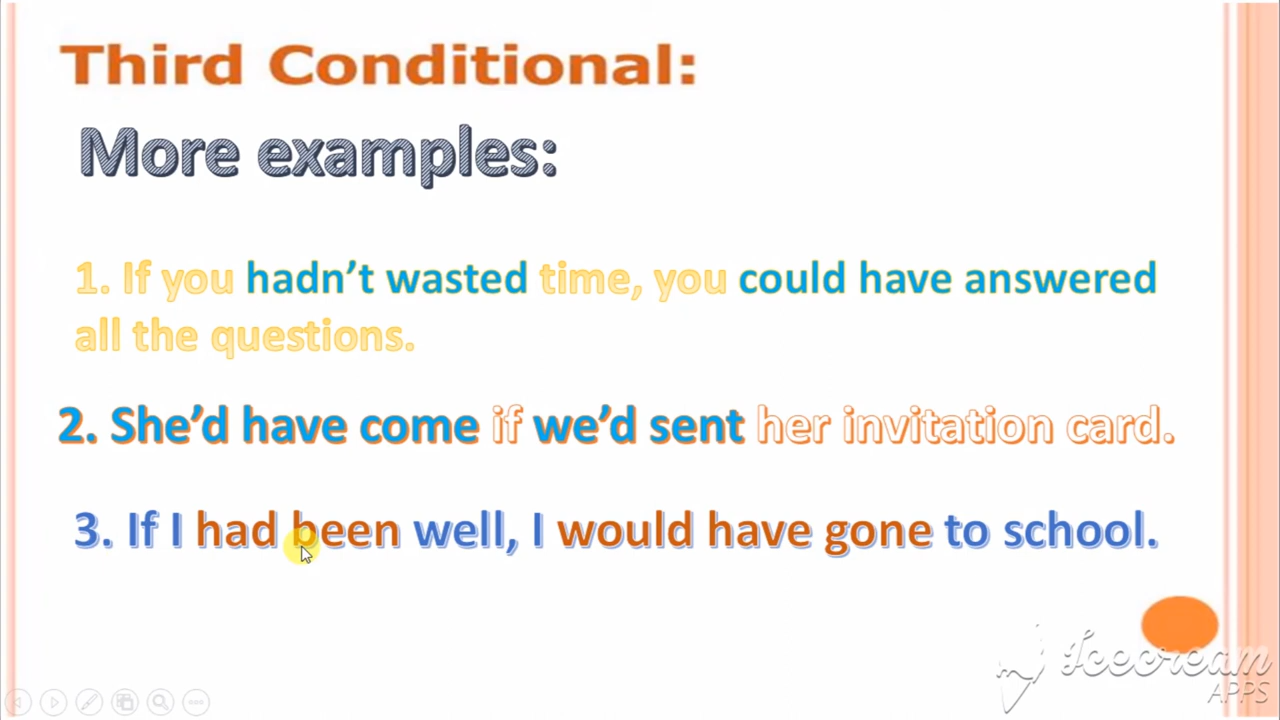 Third Conditional:
More examples:
1. If you hadn’t wasted time, you could have answered
all the questions.
2. She’d have come if we’d sent her invitation card.
3. If I had been well, I would have gone to school.
Icecream
APPS